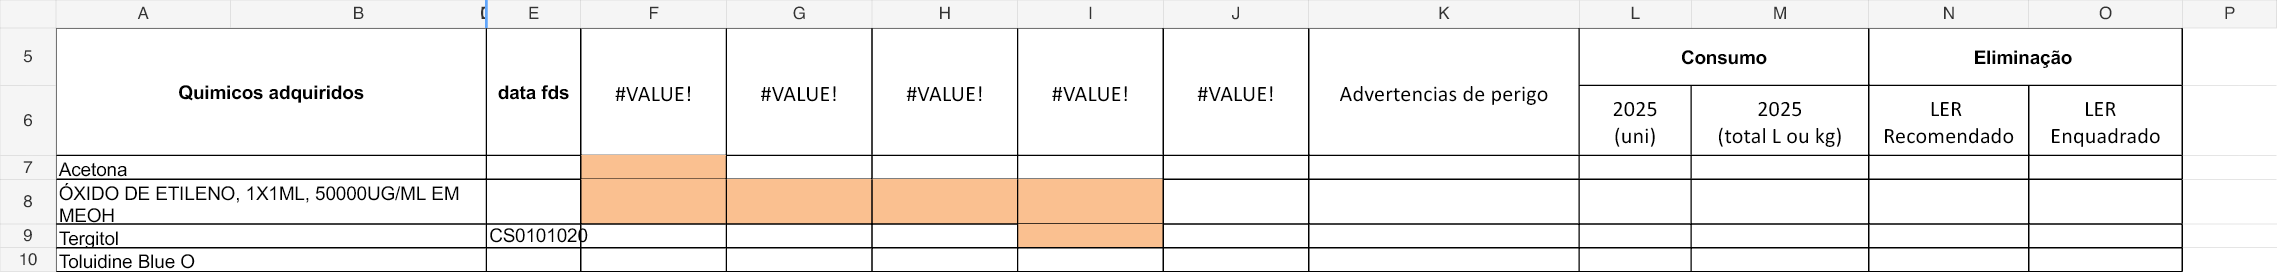 A B E F G H I J K L M N O P
5 Consumo Eliminação
Quimicos adquiridos data fds #VALUE! #VALUE! #VALUE! #VALUE! #VALUE! Advertencias de perigo
6 2025 2025 LER LER
(uni) (total L ou kg) Recomendado Enquadrado
7 Acetona
8 ÓXIDO DE ETILENO, 1X1ML, 50000UG/ML EM
MEOH
9 Tergitol CS0101020
10 Toluidine Blue O